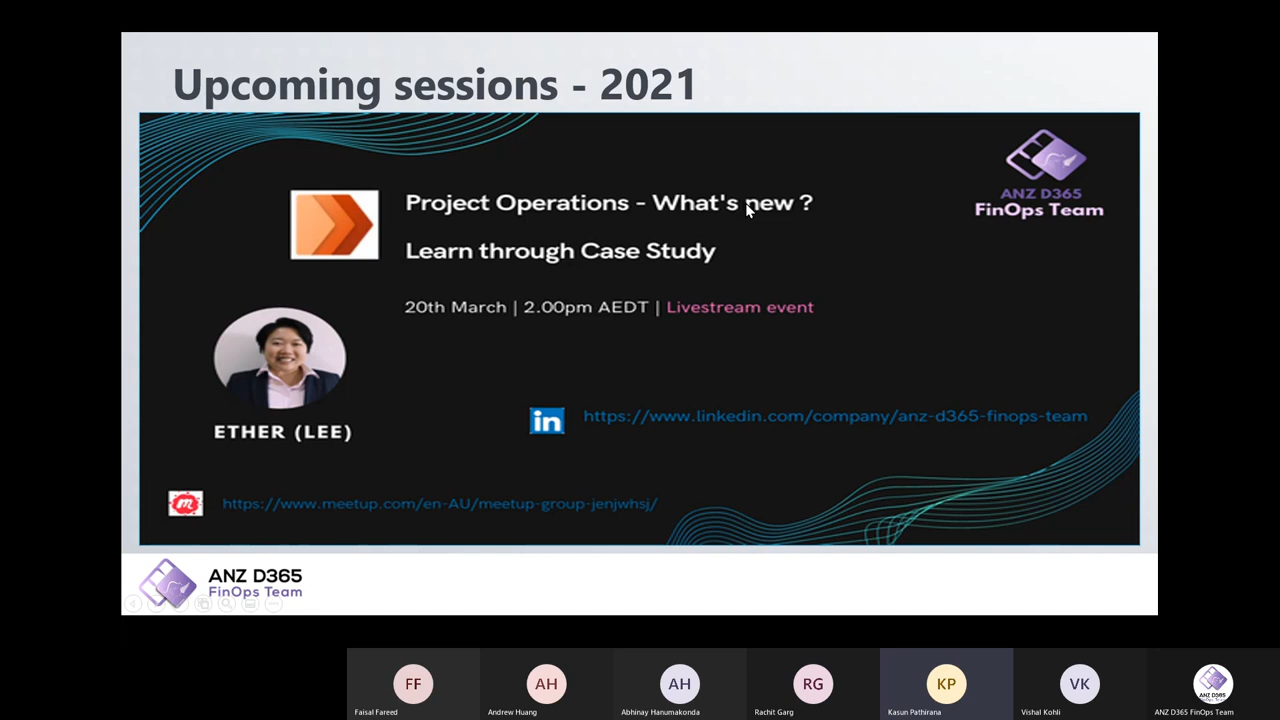 Upcoming sessions - 2021
ANZ D365
FinOps Team
Project Operations - What's new ?
Learn through Case Study
20th March | 2.00pm AEDT | Livestream event
ETHER (LEE)
in
https://www.linkedin.com/company/anz-d365-finops-team
m
https://www.meetup.com/en-AU/meetup-group-jenjwhsj/
ANZ D365
FinOps Team
FF
AH
AH
RG
KP
VK
ANZ D365
Faisal Fareed
Andrew Huang
Abhinay Hanumakonda
Rachit Garg
Kasun Pathirana
Vishal Kohli
ANZ D365 FinOps Team